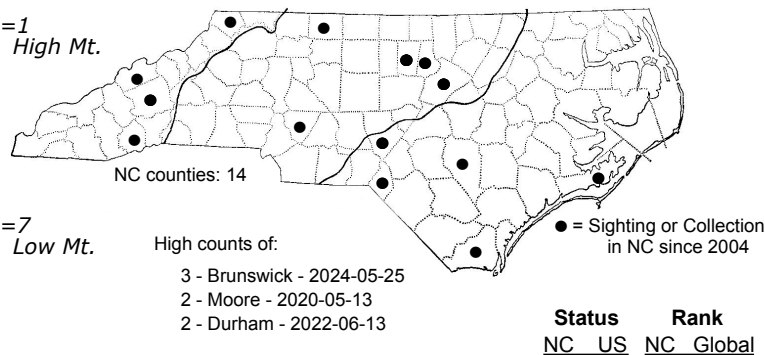 =1
High Mt.
NC counties: 14
=7
Low Mt.
High counts of:
3 - Brunswick - 2024-05-25
2 - Moore - 2020-05-13
2 - Durham - 2022-06-13
● = Sighting or Collection
in NC since 2004
Status Rank
NC US NC Global